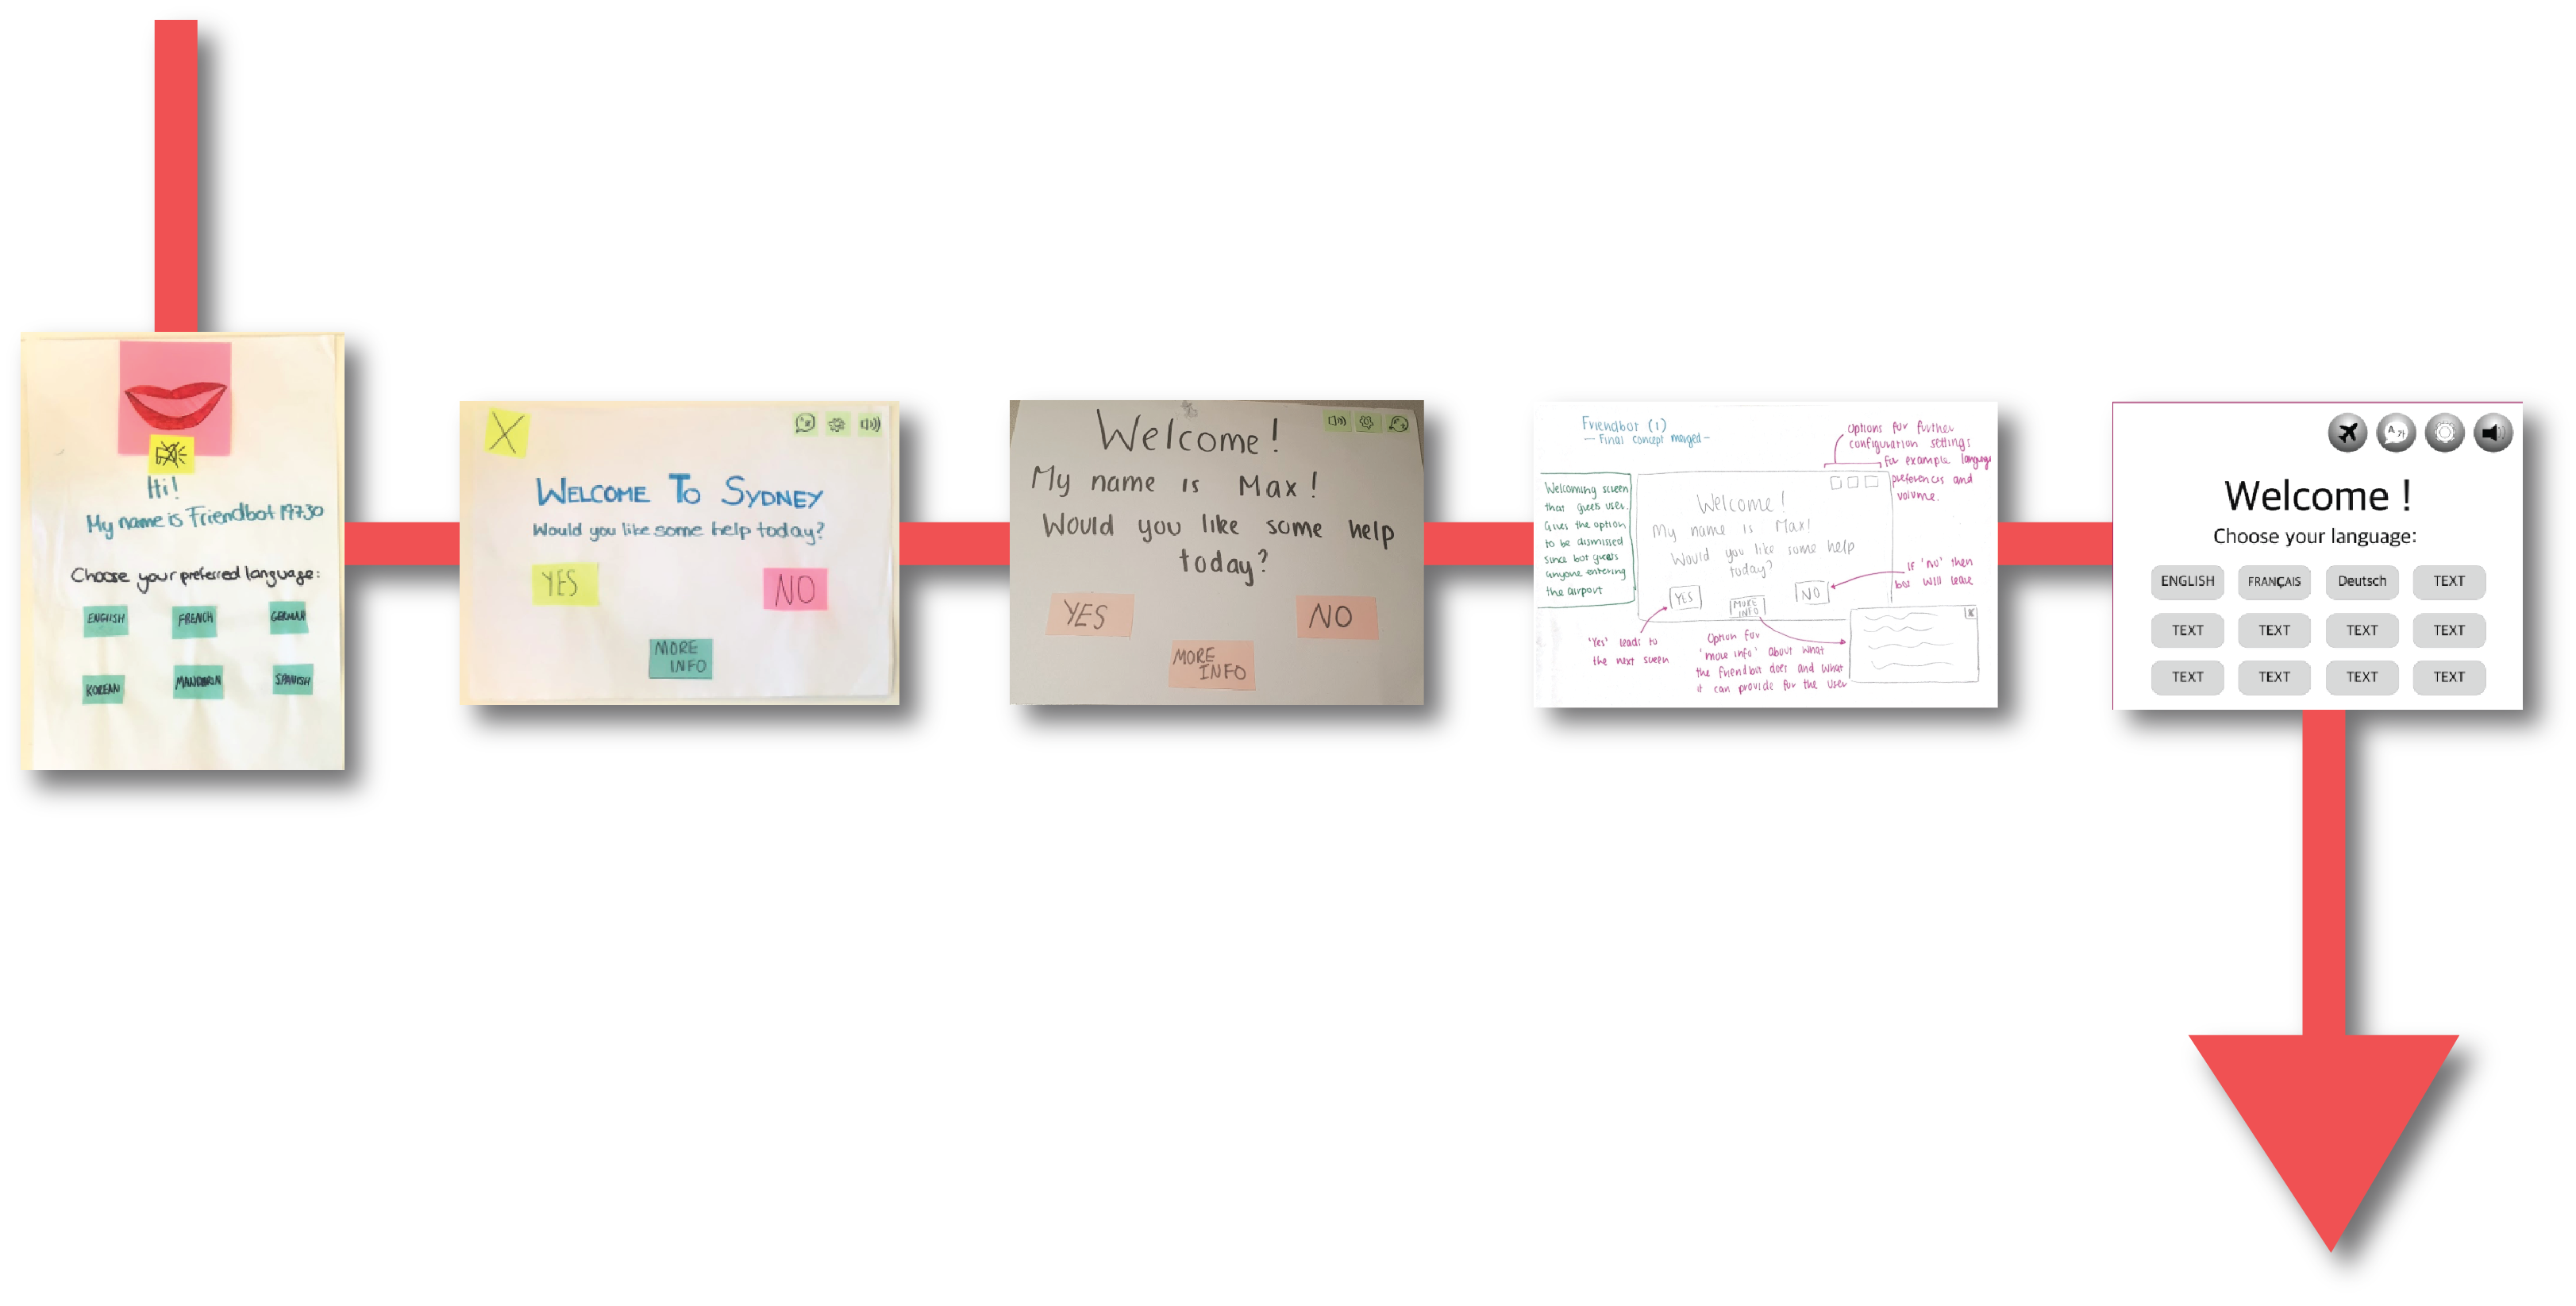 Hi!
My name is Friendbot 19730
Choose your preferred language:
ENGLISH FRENCH GERMAN
KOREAN MANDARIN SPANISH
X
WELCOME TO SYDNEY
Would you like some help today?
YES NO
MORE
INFO
Welcome!
My name is Max!
Would you like some help
today?
YES NO
MORE
INFO
Friendbot (1)
- Final concept merged -
options for further
configuration settings
for example language
preferences and
volume.
Welcoming screen
that greets user.
Gives the option
to be dismissed
since bot greets
anyone entering
the airport
Welcome!
My name is Max!
Would you like some help
today?
YES
MORE
INFO
NO
If 'no' then
bot will leave
'Yes' leads to
the next screen
Option for
'more info' about what
the friendbot does and what
it can provide for the user
X
Welcome !
Choose your language:
ENGLISH FRANÇAIS Deutsch TEXT
TEXT TEXT TEXT TEXT
TEXT TEXT TEXT TEXT